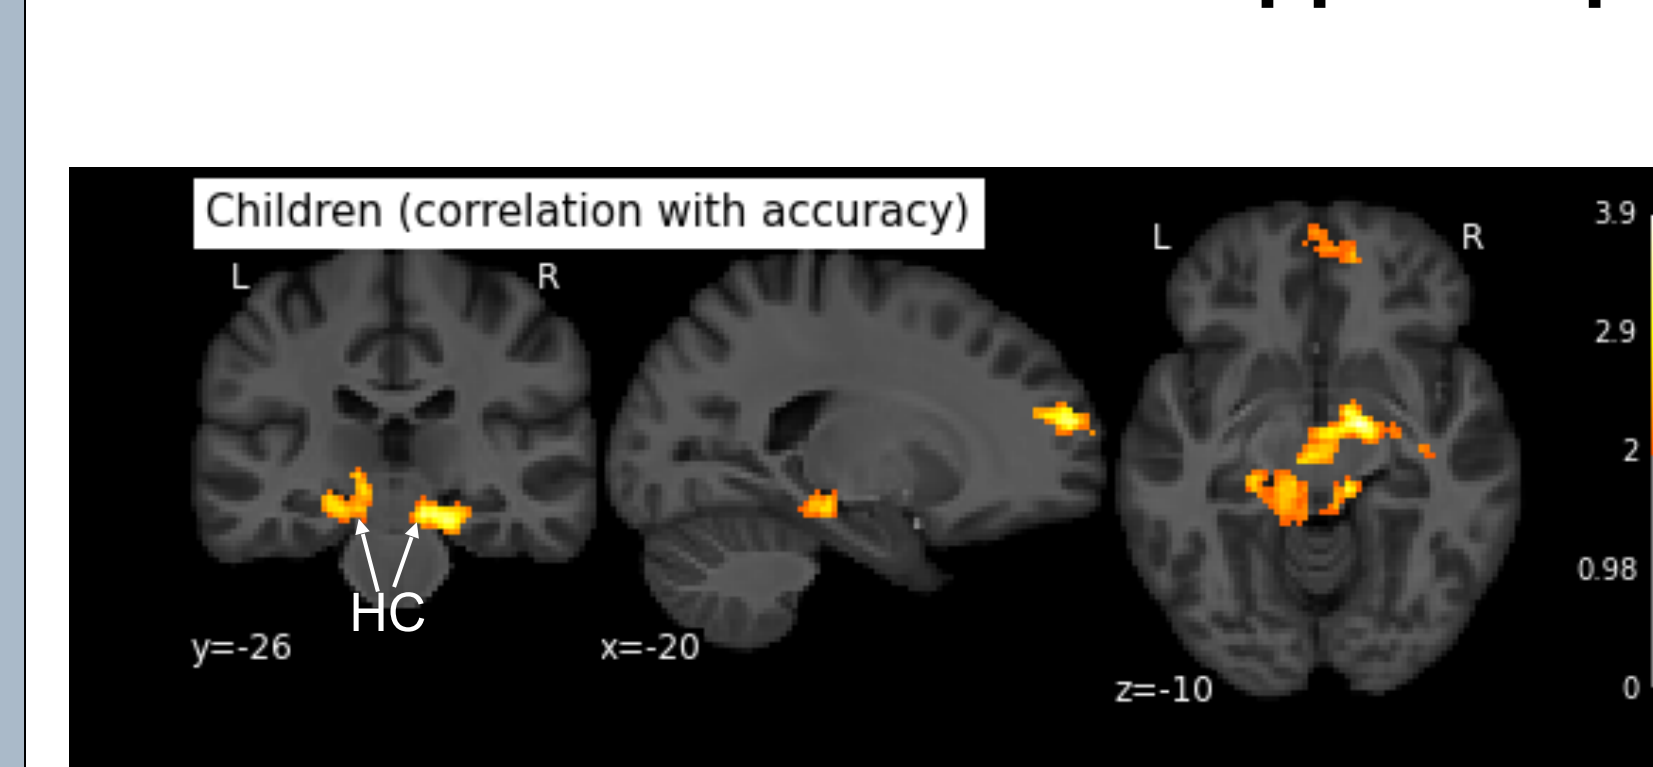 Children (correlation with accuracy)
L R
L R
HC
y=-26
x=-20
z=-10
3.9
2.9
2
0.98
0